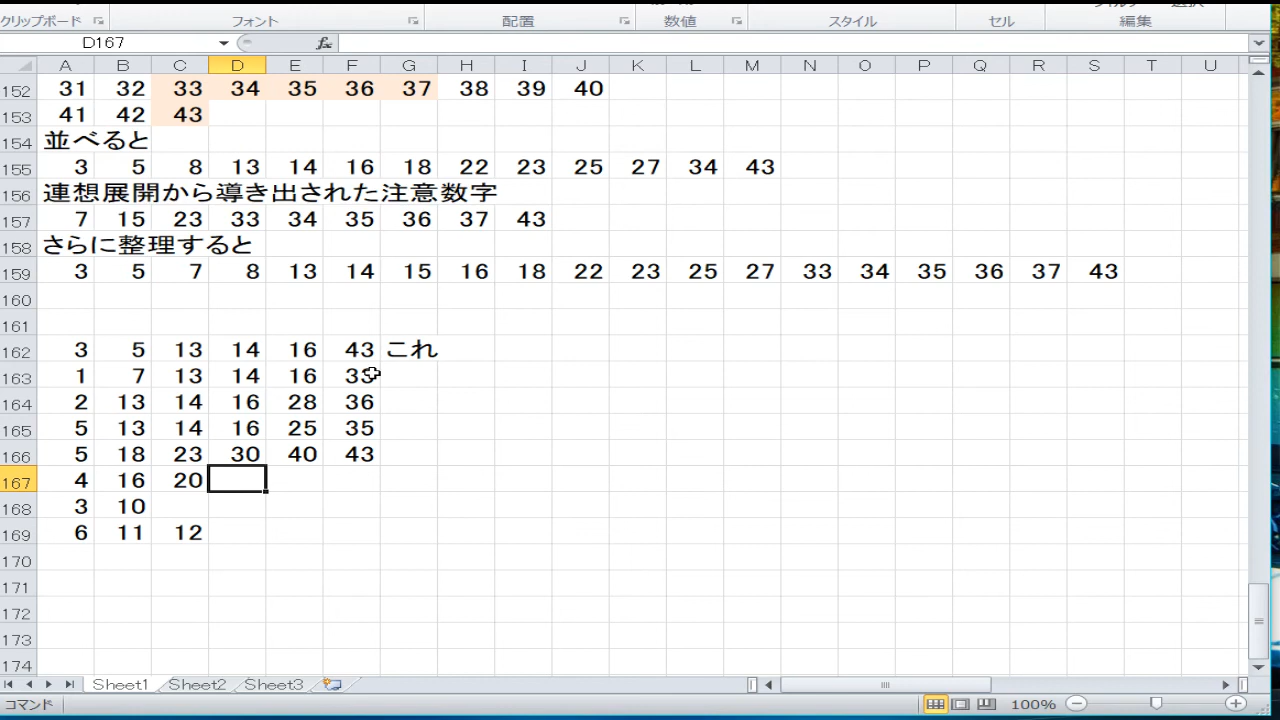 クリップボード フォント 配置 数値 スタイル セル 編集
D167 fx
A B C D E F G H I J K L M N O P Q R S T U
152 31 32 33 34 35 36 37 38 39 40
153 41 42 43
154 並べると
155 3 5 8 13 14 16 18 22 23 25 27 34 43
156 連想展開から導き出された注意数字
157 7 15 23 33 34 35 36 37 43
158 さらに整理すると
159 3 5 7 8 13 14 15 16 18 22 23 25 27 33 34 35 36 37 43
160
161
162 3 5 13 14 16 43 これ
163 1 7 13 14 16
164 2 13 14 16 28 36
165 5 13 14 16 25 35
166 5 18 23 30 40 43
167 4 16 20
168 3 10
169 6 11 12
170
171
172
173
174
Sheet1 Sheet2 Sheet3
コマンド 100%